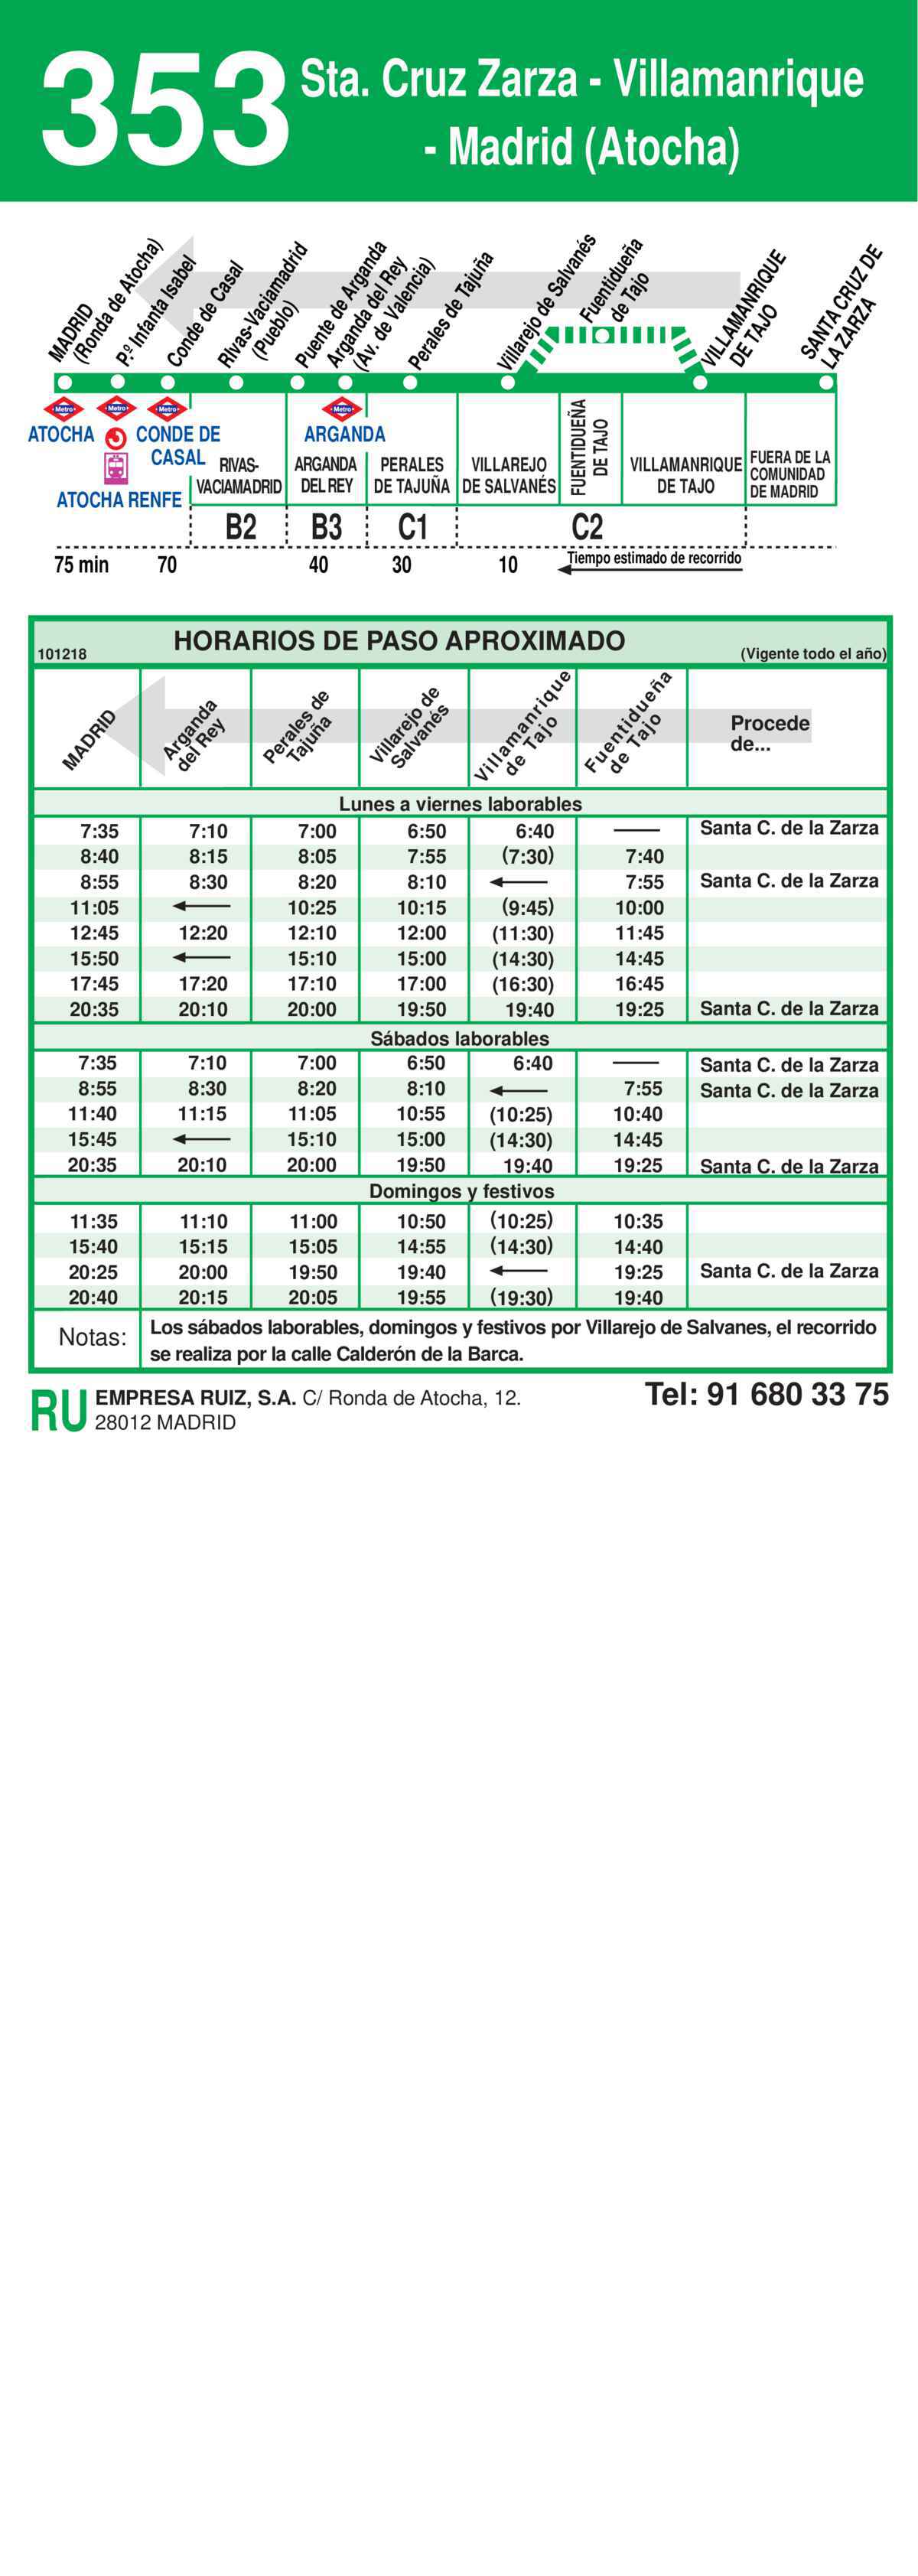 353
Sta. Cruz Zarza - Villamanrique
- Madrid (Atocha)
MADRID
(Ronda de Atocha)
P.º Infanta Isabel
Conde de Casal
Rivas-Vaciamadrid
(Pueblo)
Puente de Arganda
Arganda del Rey
(Av. de Valencia)
Perales de Tajuña
Villarejo de Salvanés
Fuentidueña
de Tajo
VILLAMANRIQUE
DE TAJO
SANTA CRUZ DE
LA ZARZA
Metro Metro Metro Metro
ATOCHA
CONDE DE
CASAL
ARGANDA
ATOCHA RENFE
RIVAS-
VACIAMADRID
ARGANDA
DEL REY
PERALES
DE TAJUÑA
VILLAREJO
DE SALVANÉS
FUENTIDUEÑA
DE TAJO
VILLAMANRIQUE
DE TAJO
FUERA DE LA
COMUNIDAD
DE MADRID
B2 B3 C1 C2
75 min 70 40 30 10 Tiempo estimado de recorrido
101218 HORARIOS DE PASO APROXIMADO (Vigente todo el año)
MADRID
Arganda
del Rey
Perales de
Tajuña
Villarejo de
Salvanés
Villamanrique
de Tajo
Fuentidueña
de Tajo
Procede
de...
Lunes a viernes laborables
7:35 7:10 7:00 6:50 6:40 — Santa C. de la Zarza
8:40 8:15 8:05 7:55 (7:30) 7:40
8:55 8:30 8:20 8:10 ← 7:55 Santa C. de la Zarza
11:05 ← 10:25 10:15 (9:45) 10:00
12:45 12:20 12:10 12:00 (11:30) 11:45
15:50 ← 15:10 15:00 (14:30) 14:45
17:45 17:20 17:10 17:00 (16:30) 16:45
20:35 20:10 20:00 19:50 19:40 19:25 Santa C. de la Zarza
Sábados laborables
7:35 7:10 7:00 6:50 6:40 — Santa C. de la Zarza
8:55 8:30 8:20 8:10 ← 7:55 Santa C. de la Zarza
11:40 11:15 11:05 10:55 (10:25) 10:40
15:45 ← 15:10 15:00 (14:30) 14:45
20:35 20:10 20:00 19:50 19:40 19:25 Santa C. de la Zarza
Domingos y festivos
11:35 11:10 11:00 10:50 (10:25) 10:35
15:40 15:15 15:05 14:55 (14:30) 14:40
20:25 20:00 19:50 19:40 ← 19:25 Santa C. de la Zarza
20:40 20:15 20:05 19:55 (19:30) 19:40
Notas:
Los sábados laborables, domingos y festivos por Villarejo de Salvanes, el recorrido
se realiza por la calle Calderón de la Barca.
RU
EMPRESA RUIZ, S.A. C/ Ronda de Atocha, 12.
28012 MADRID
Tel: 91 680 33 75